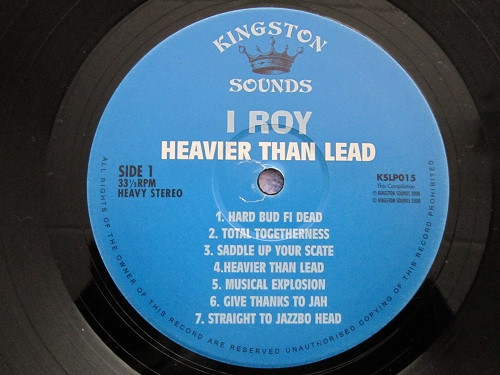 KINGSTON
SOUNDS
I ROY
HEAVIER THAN LEAD
SIDE 1
33⅓RPM
HEAVY STEREO
KSLP015
This Compilation
℗ KINGSTON SOUNDS 2008
© KINGSTON SOUNDS 2008
1. HARD BUD FI DEAD
2. TOTAL TOGETHERNESS
3. SADDLE UP YOUR SCATE
4.HEAVIER THAN LEAD
5. MUSICAL EXPLOSION
6. GIVE THANKS TO JAH
7. STRAIGHT TO JAZZBO HEAD
ALL RIGHTS OF THE OWNER OF THIS RECORD ARE RESERVED UNAUTHORISED COPYING OF THIS RECORD PROHIBITED